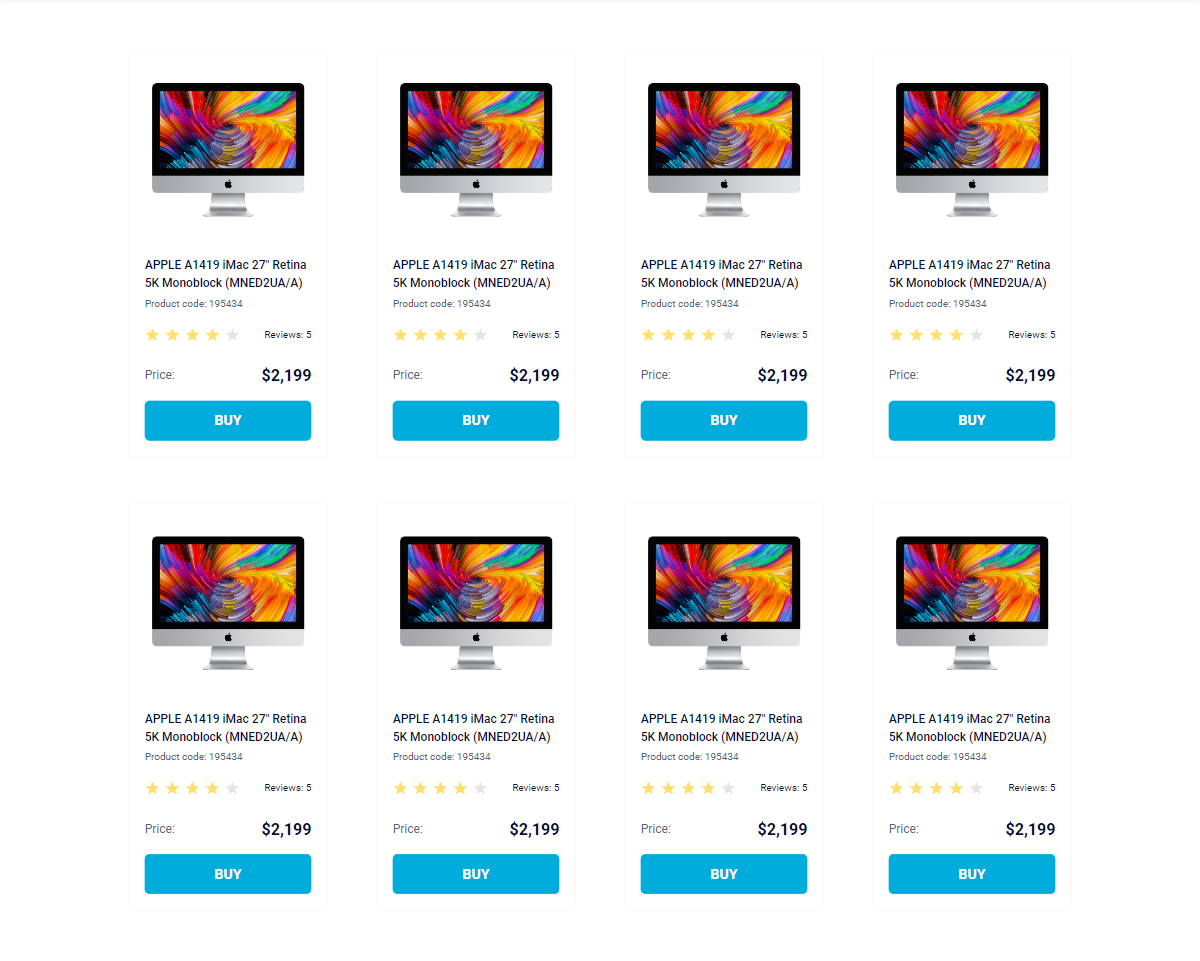 APPLE A1419 iMac 27" Retina
5K Monoblock (MNED2UA/A)
Product code: 195434
Reviews: 5
Price: $2,199
BUY
APPLE A1419 iMac 27" Retina
5K Monoblock (MNED2UA/A)
Product code: 195434
Reviews: 5
Price: $2,199
BUY
APPLE A1419 iMac 27" Retina
5K Monoblock (MNED2UA/A)
Product code: 195434
Reviews: 5
Price: $2,199
BUY
APPLE A1419 iMac 27" Retina
5K Monoblock (MNED2UA/A)
Product code: 195434
Reviews: 5
Price: $2,199
BUY
APPLE A1419 iMac 27" Retina
5K Monoblock (MNED2UA/A)
Product code: 195434
Reviews: 5
Price: $2,199
BUY
APPLE A1419 iMac 27" Retina
5K Monoblock (MNED2UA/A)
Product code: 195434
Reviews: 5
Price: $2,199
BUY
APPLE A1419 iMac 27" Retina
5K Monoblock (MNED2UA/A)
Product code: 195434
Reviews: 5
Price: $2,199
BUY
APPLE A1419 iMac 27" Retina
5K Monoblock (MNED2UA/A)
Product code: 195434
Reviews: 5
Price: $2,199
BUY